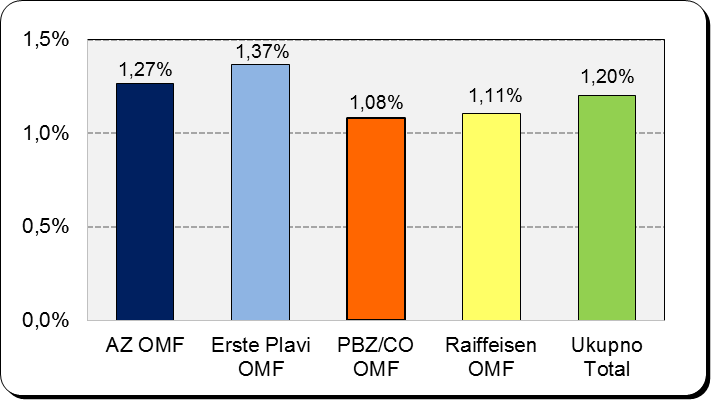 1,5%
1,37%
1,27%
1,20%
1,11%
1,08%
1,0%
0,5%
0,0%
AZ OMF
Erste Plavi
OMF
PBZ/CO
OMF
Raiffeisen
OMF
Ukupno
Total